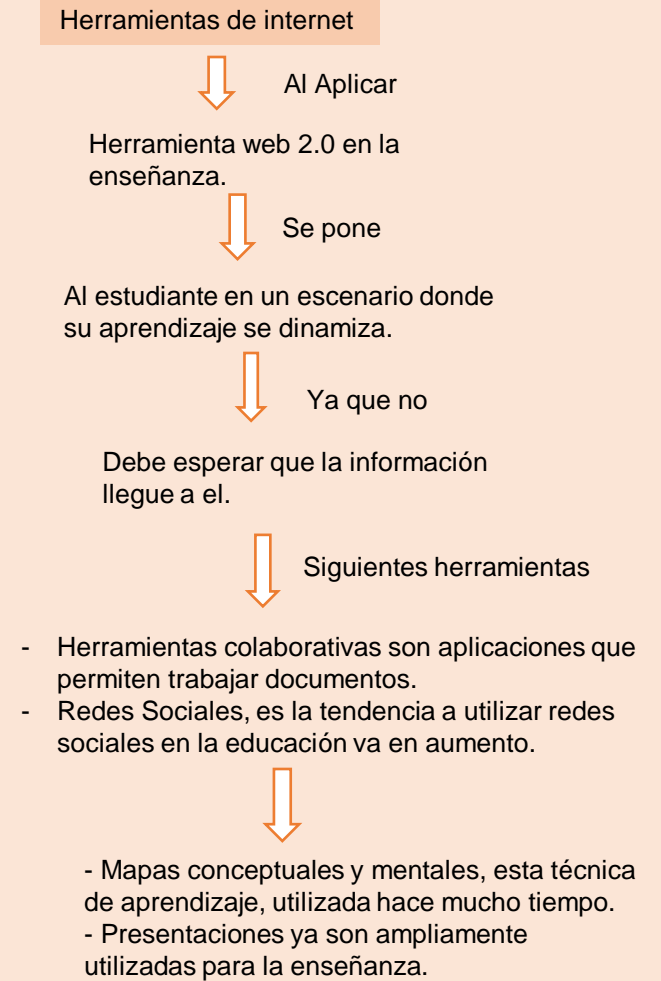 Herramientas de internet
Al Aplicar
Herramienta web 2.0 en la
enseñanza.
Se pone
Al estudiante en un escenario donde
su aprendizaje se dinamiza.
Ya que no
Debe esperar que la información
llegue a el.
Siguientes herramientas
- Herramientas colaborativas son aplicaciones que
permiten trabajar documentos.
- Redes Sociales, es la tendencia a utilizar redes
sociales en la educación va en aumento.
- Mapas conceptuales y mentales, esta técnica
de aprendizaje, utilizada hace mucho tiempo.
- Presentaciones ya son ampliamente
utilizadas para la enseñanza.